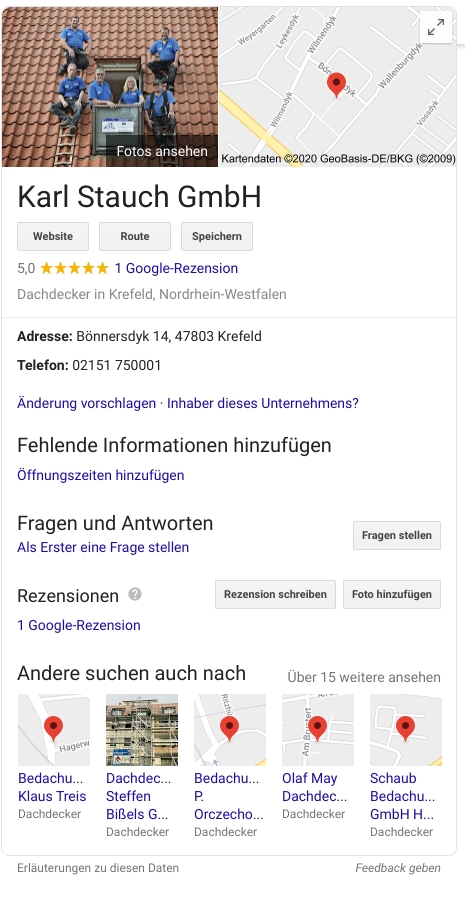 Weyergarten
Leykesdyk
Wilmendyk
Bön
dyk
Wallenburgdyk
Wilmendyk
Vossdyk
Fotos ansehen
Kartendaten ©2020 GeoBasis-DE/BKG (©2009)
Karl Stauch GmbH
Website Route Speichern
5,0 1 Google-Rezension
Dachdecker in Krefeld, Nordrhein-Westfalen
Adresse: Bönnersdyk 14, 47803 Krefeld
Telefon: 02151 750001
Änderung vorschlagen · Inhaber dieses Unternehmens?
Fehlende Informationen hinzufügen
Öffnungszeiten hinzufügen
Fragen und Antworten
Fragen stellen
Als Erster eine Frage stellen
Rezensionen ? Rezension schreiben Foto hinzufügen
1 Google-Rezension
Andere suchen auch nach Über 15 weitere ansehen
Hagerw
Ritzhü
Am Brustert
Bedachu...
Klaus Treis
Dachdecker
Dachdec...
Steffen
Bißels G...
Dachdecker
Bedachu...
P.
Orczecho...
Dachdecker
Olaf May
Dachdec...
Dachdecker
Schaub
Bedachu...
GmbH H...
Dachdecker
Erläuterungen zu diesen Daten Feedback geben